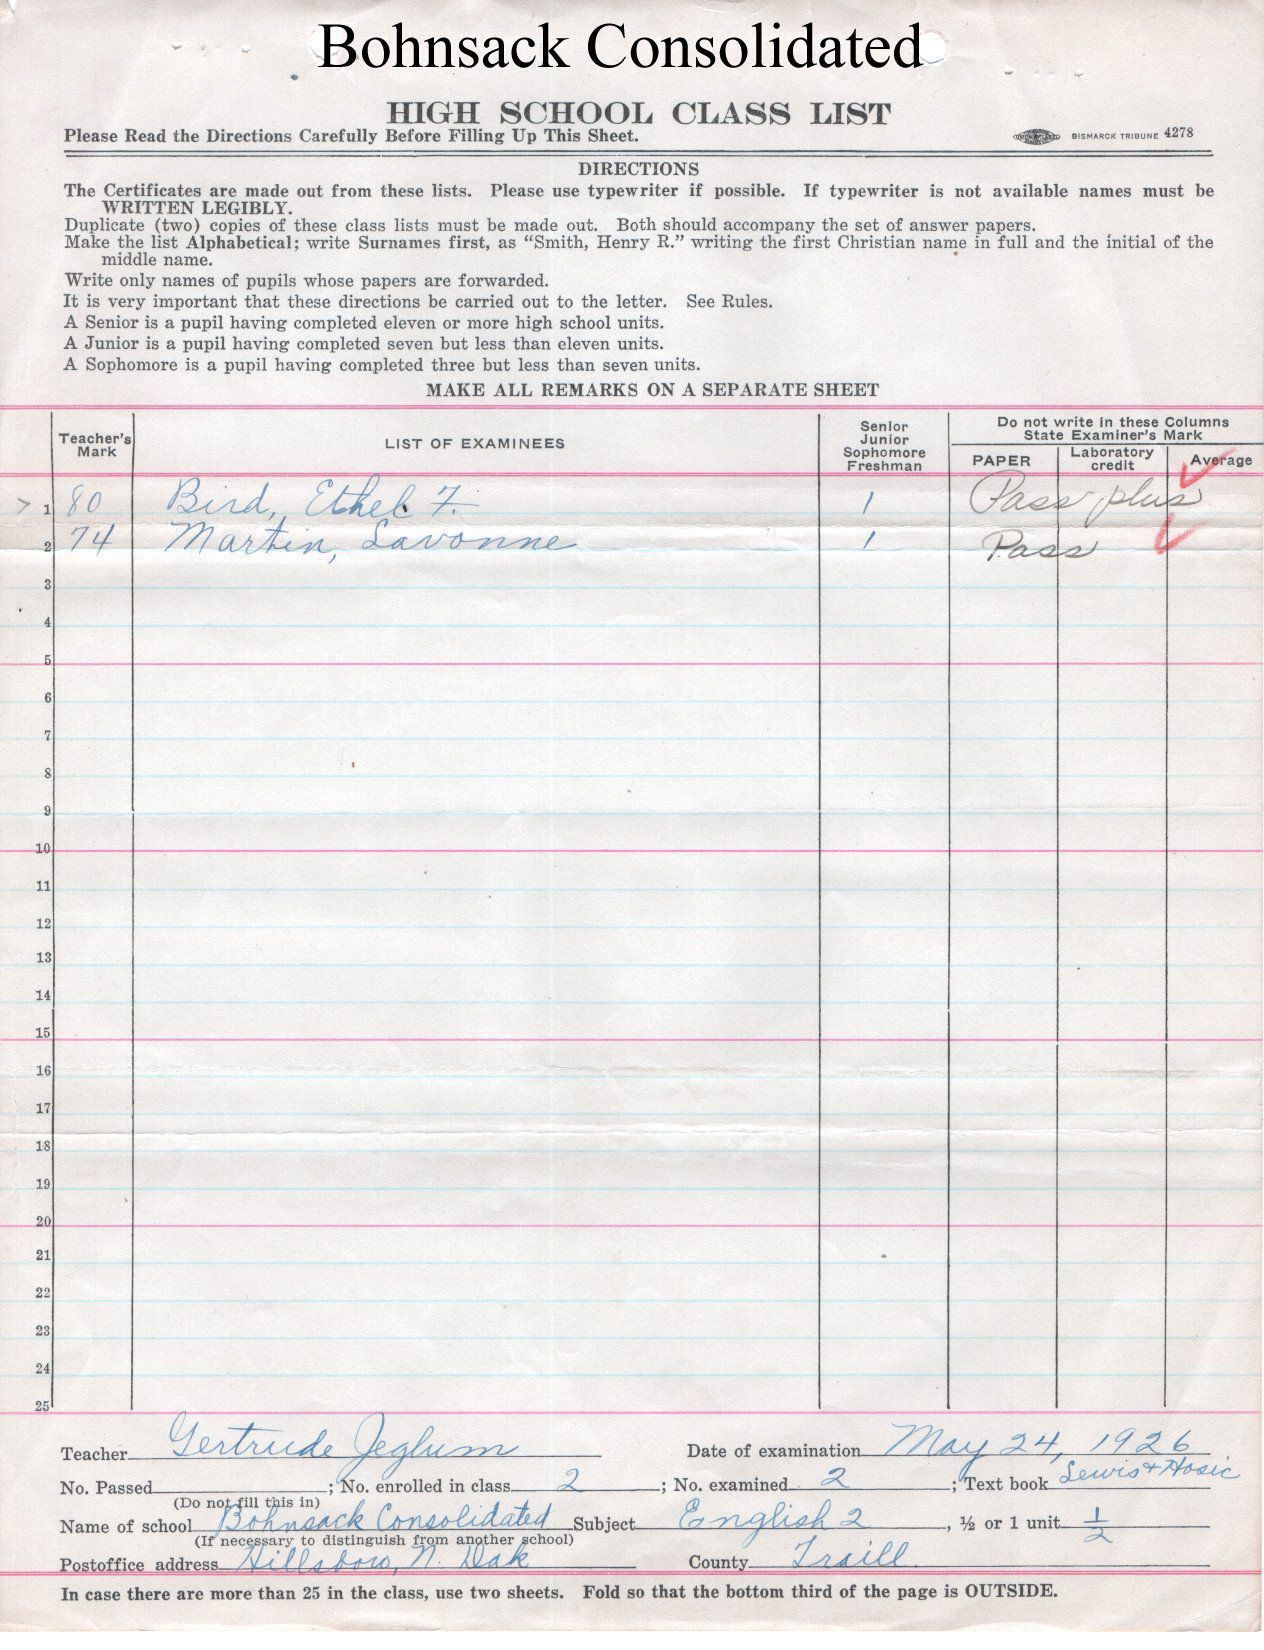 Bohnsack Consolidated
HIGH SCHOOL CLASS LIST
Please Read the Directions Carefully Before Filling Up This Sheet.
BISMARCK TRIBUNE 4278
DIRECTIONS
The Certificates are made out from these lists. Please use typewriter if possible. If typewriter is not available names must be
WRITTEN LEGIBLY.
Duplicate (two) copies of these class lists must be made out. Both should accompany the set of answer papers.
Make the list Alphabetical; write Surnames first, as “Smith, Henry R.” writing the first Christian name in full and the initial of the
middle name.
Write only names of pupils whose papers are forwarded.
It is very important that these directions be carried out to the letter. See Rules.
A Senior is a pupil having completed eleven or more high school units.
A Junior is a pupil having completed seven but less than eleven units.
A Sophomore is a pupil having completed three but less than seven units.
MAKE ALL REMARKS ON A SEPARATE SHEET
Teacher's
Mark
LIST OF EXAMINEES
Senior
Junior
Sophomore
Freshman
Do not write in these Columns
State Examiner's Mark
PAPER
Laboratory
credit
Average
1 80 Bird, Ethel F. 1 Pass plus
2 74 Martin, Lavonne 1 Pass
3
4
5
6
7
8
9
10
11
12
13
14
15
16
17
18
19
20
21
22
23
24
25
Teacher Gertrude Jeglum Date of examination May 24, 1926
No. Passed ; No. enrolled in class 2 ; No. examined 2 ; Text book Lewis + Hosic
(Do not fill this in)
Name of school Bohnsack Consolidated Subject English 2 , ½ or 1 unit ½
(If necessary to distinguish from another school)
Postoffice address Hillsboro, N. Dak County Traill
In case there are more than 25 in the class, use two sheets. Fold so that the bottom third of the page is OUTSIDE.